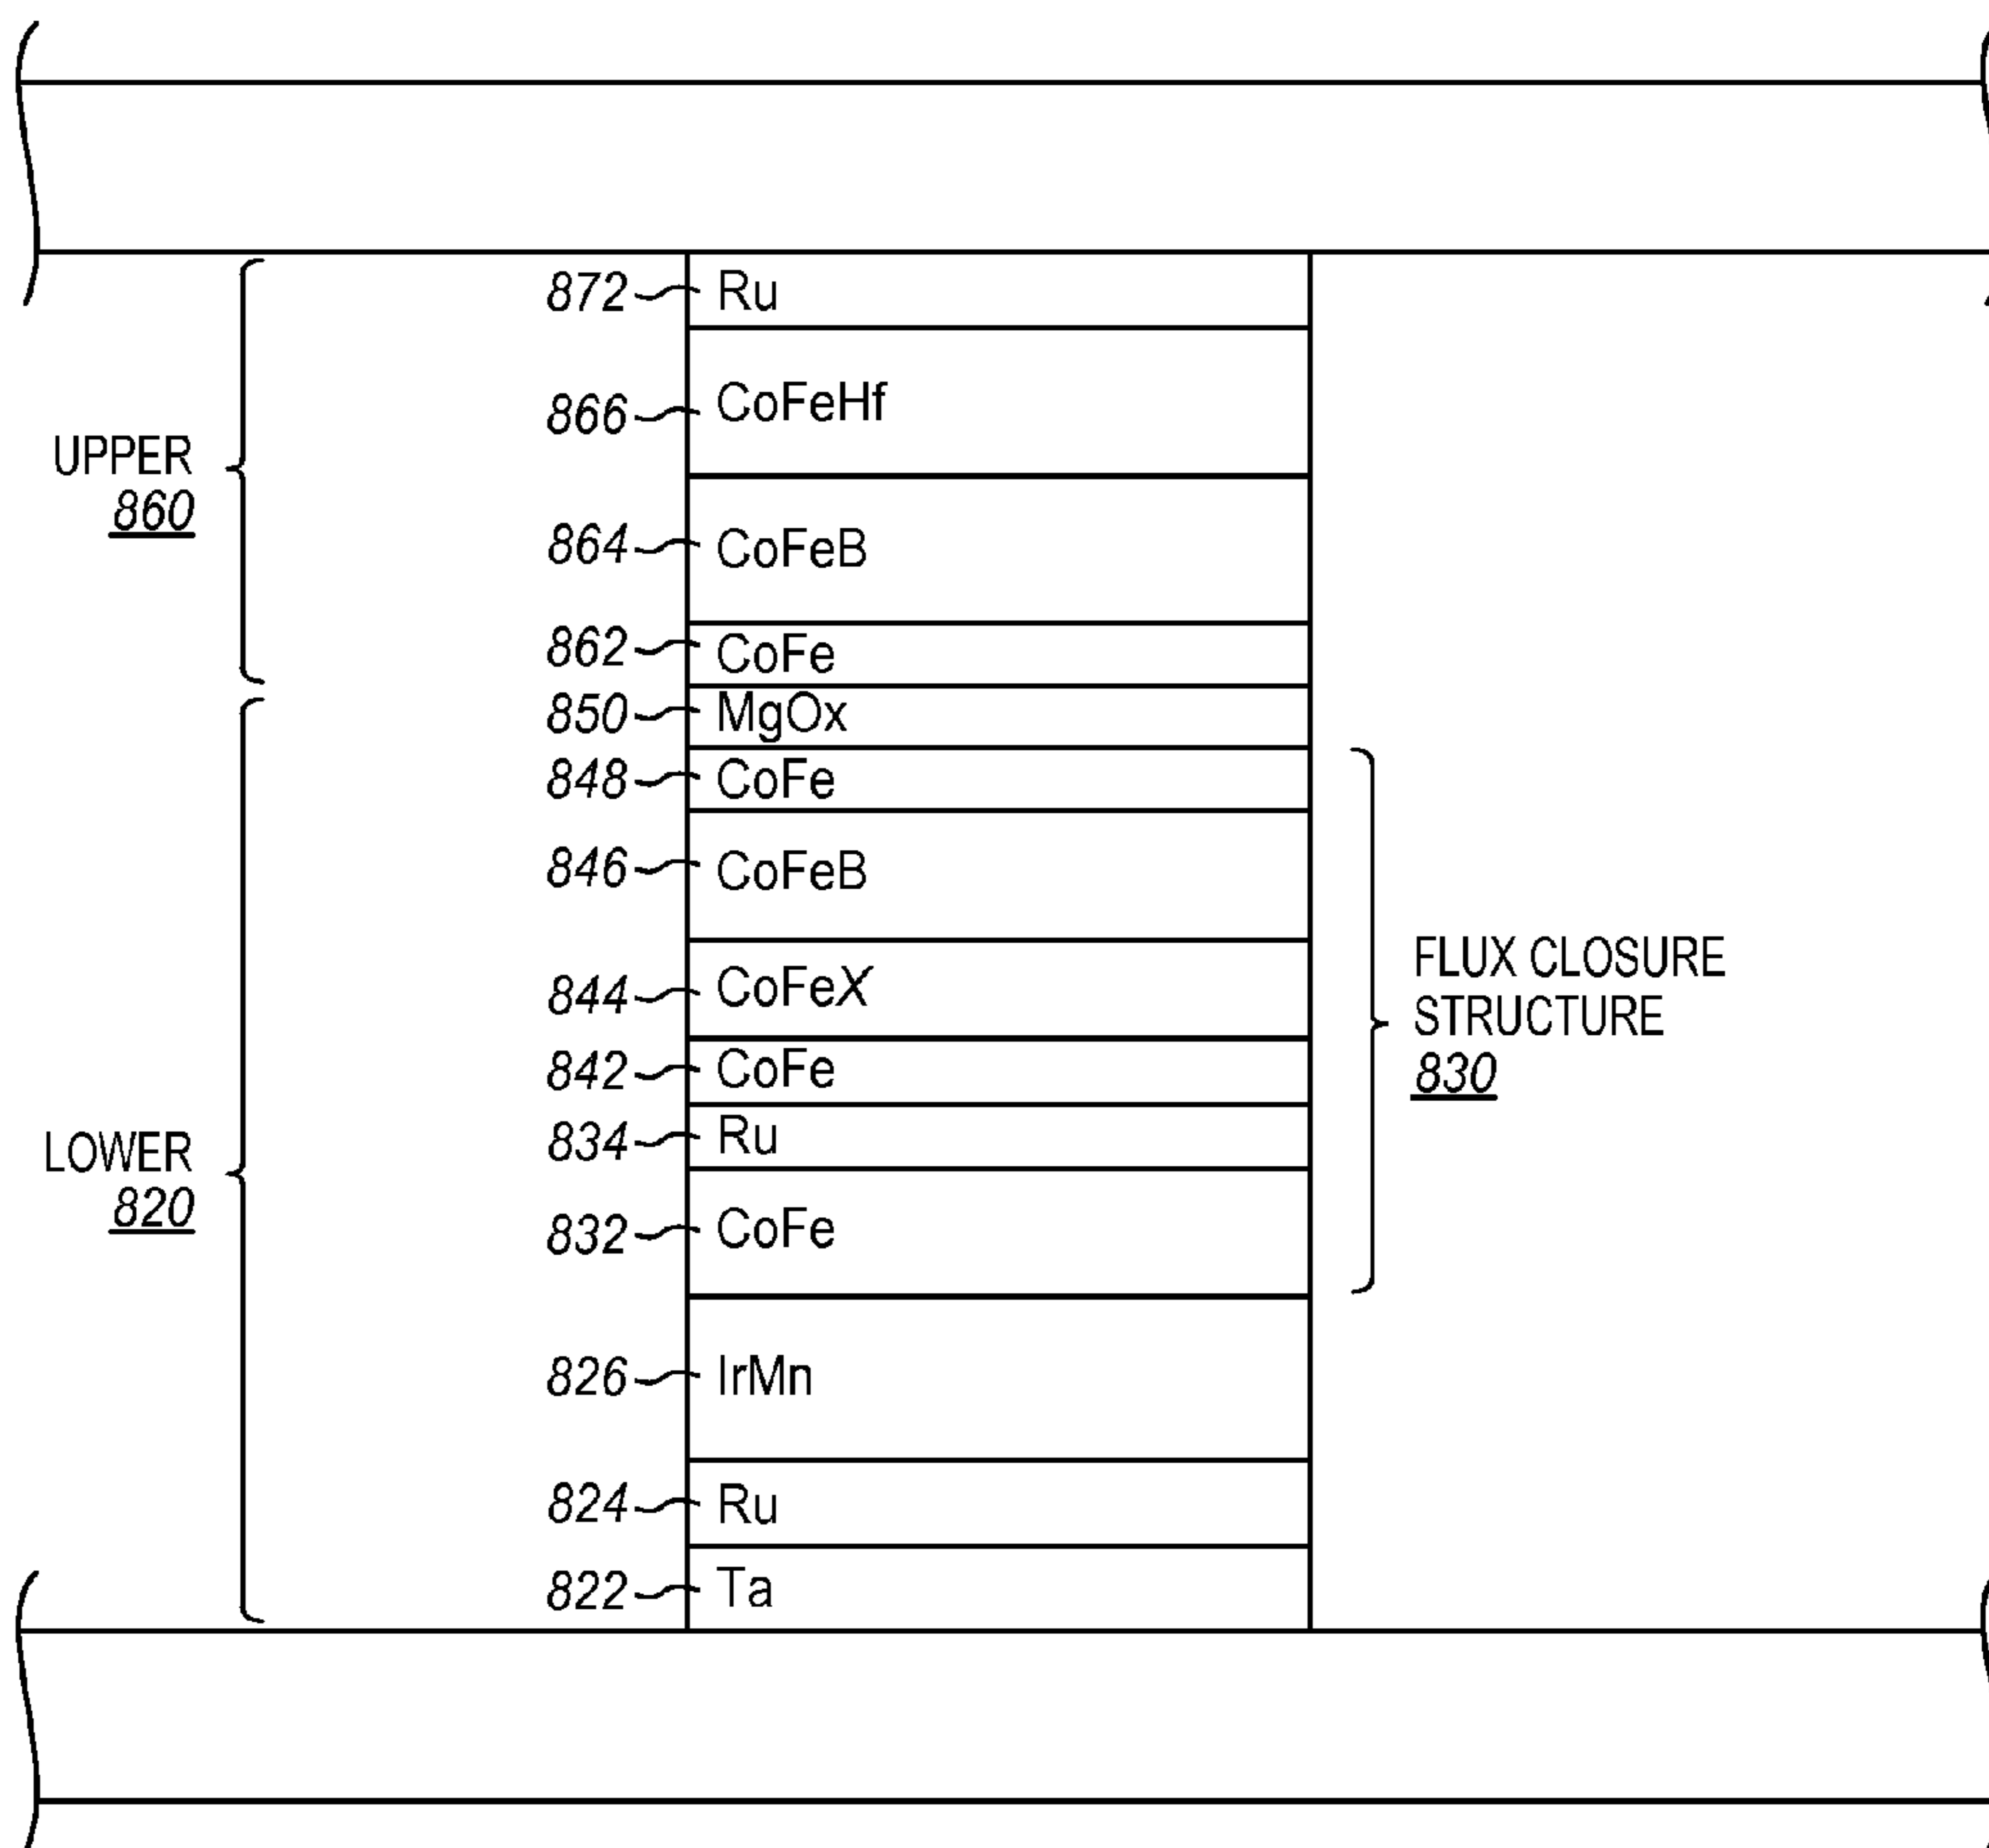 872 Ru
866 CoFeHf
UPPER
860
864 CoFeB
862 CoFe
850 MgOx
848 CoFe
846 CoFeB
844 CoFeX
842 CoFe
834 Ru
832 CoFe
FLUX CLOSURE
STRUCTURE
830
LOWER
820
826 IrMn
824 Ru
822 Ta